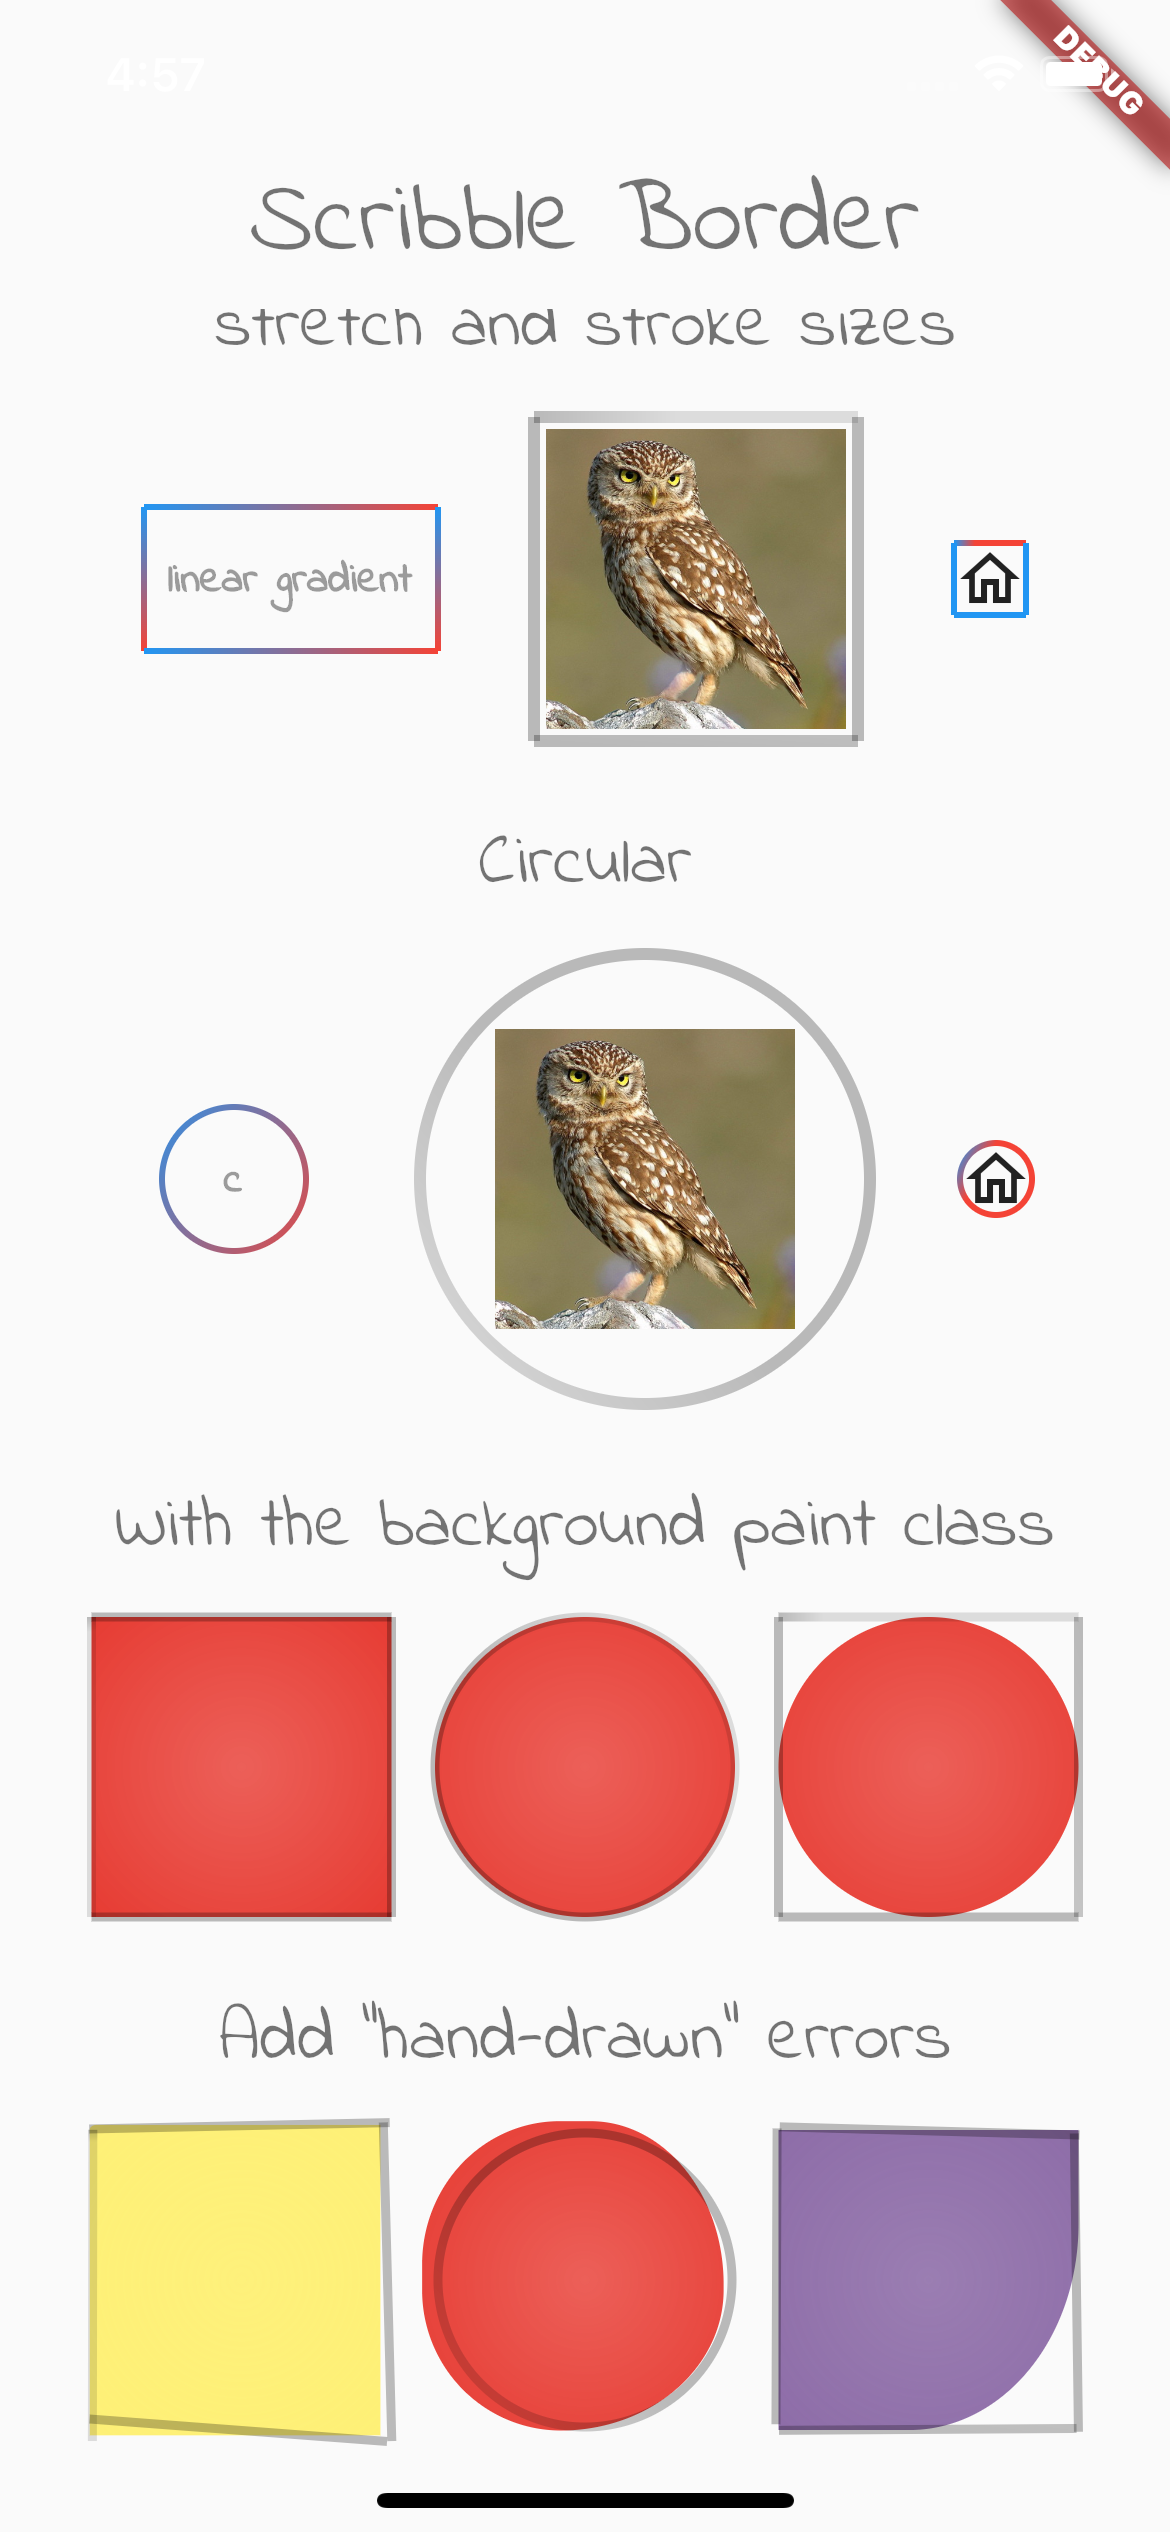 4:57
DEBUG
Scribble Border
stretch and stroke sizes
linear gradient
Circular
c
With the background paint class
Add "hand-drawn" errors